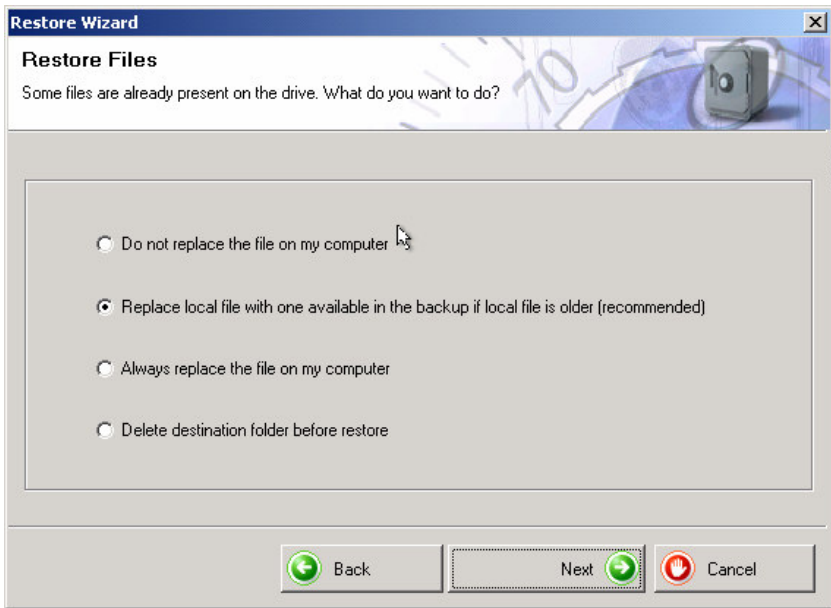 Restore Wizard
Restore Files
Some files are already present on the drive. What do you want to do?
70
Do not replace the file on my computer
Replace local file with one available in the backup if local file is older (recommended)
Always replace the file on my computer
Delete destination folder before restore
Back
Next
Cancel